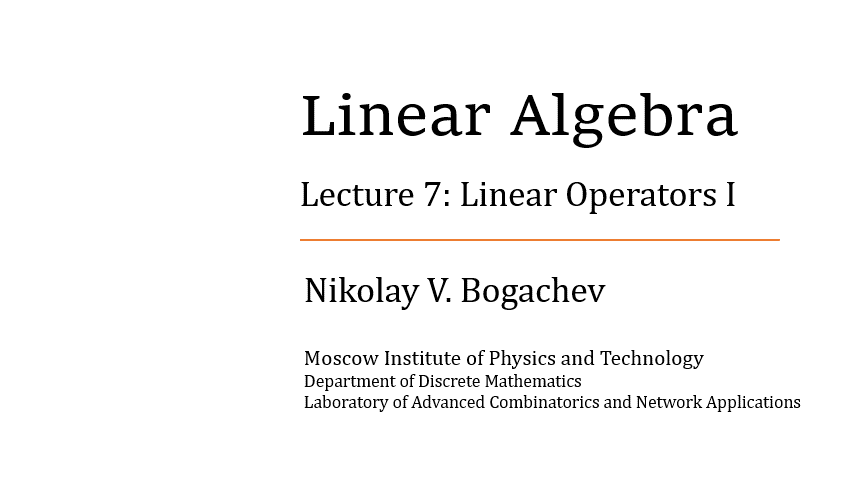 Linear Algebra
Lecture 7: Linear Operators I
Nikolay V. Bogachev
Moscow Institute of Physics and Technology
Department of Discrete Mathematics
Laboratory of Advanced Combinatorics and Network Applications